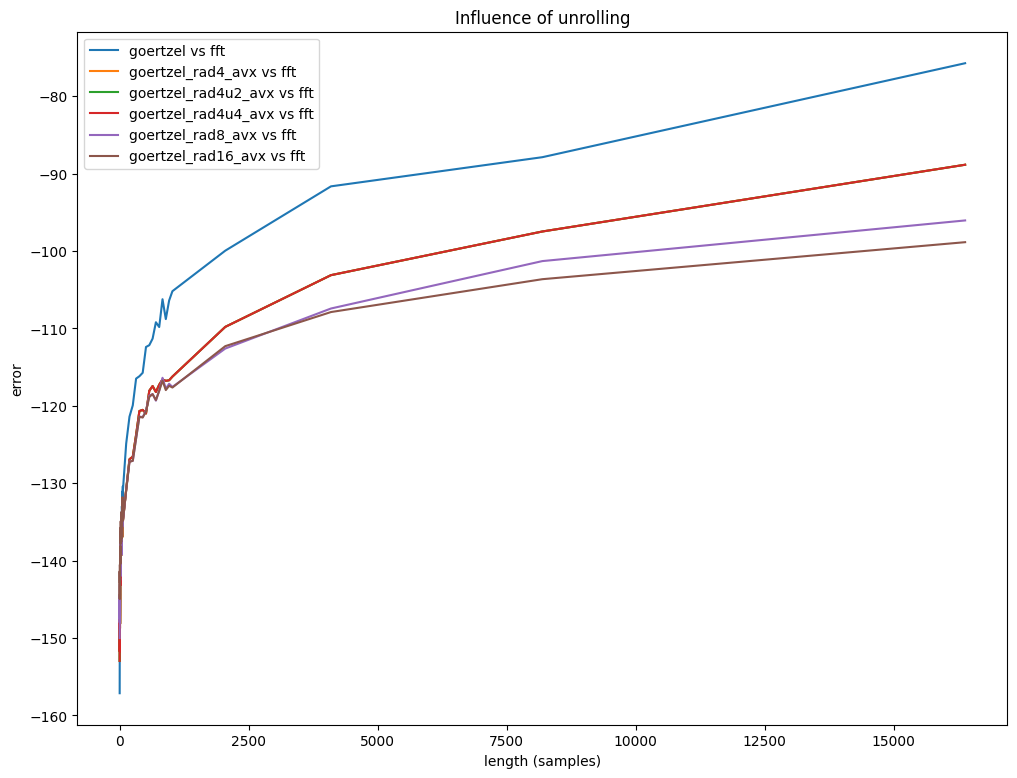 Influence of unrolling
goertzel vs fft
goertzel_rad4_avx vs fft
goertzel_rad4u2_avx vs fft
goertzel_rad4u4_avx vs fft
goertzel_rad8_avx vs fft
goertzel_rad16_avx vs fft
error
−80
−90
−100
−110
−120
−130
−140
−150
−160
0 2500 5000 7500 10000 12500 15000
length (samples)